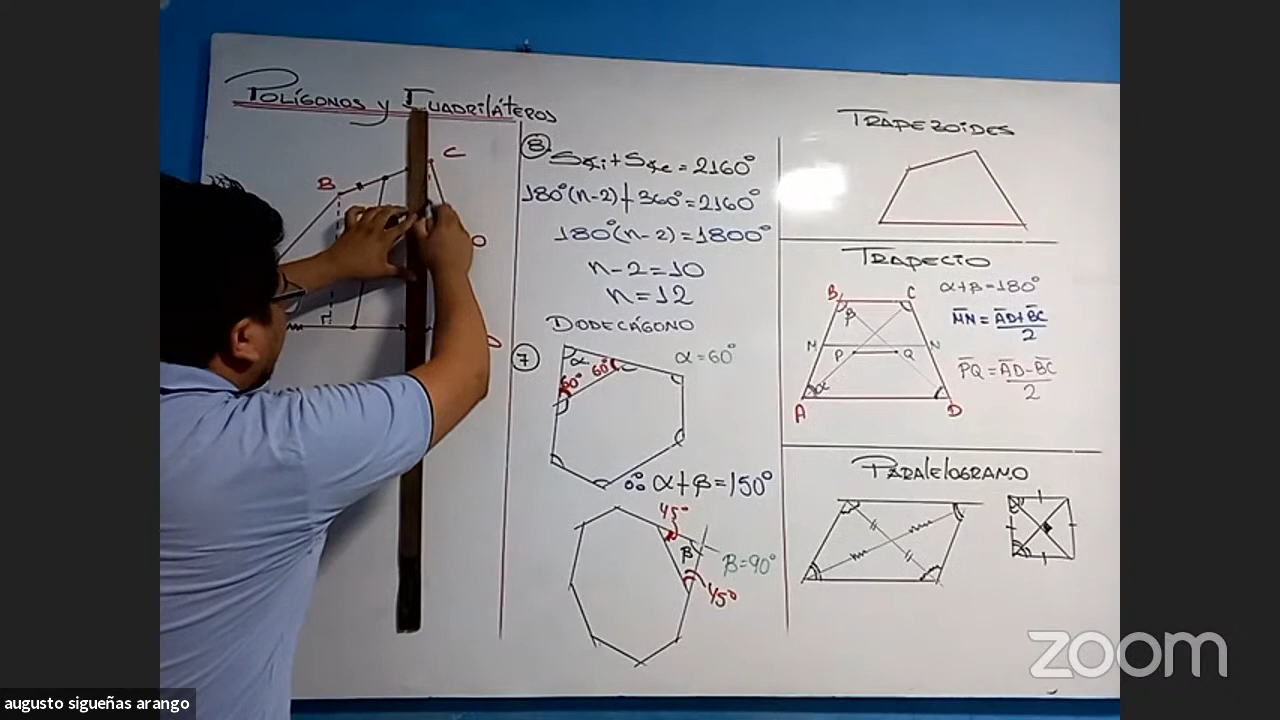 POLÍGONOS y CUADRILÁTEROS
B
C
8.
S∢i + S∢e = 2160°
180°(n-2) + 360° = 2160°
180°(n-2) = 1800°
n-2 = 10
n = 12
DODECÁGONO
7
α
60°
60°
α = 60°
∴ α+β = 150°
45°
β
β = 90°
45°
TRAPEZOIDES
TRAPECIO
B
C
β
α+β = 180°
M
N
P
Q
MN = AD+BC
2
PQ = AD-BC
2
α
A
D
PARALELOGRAMO
zoom
augusto sigueñas arango